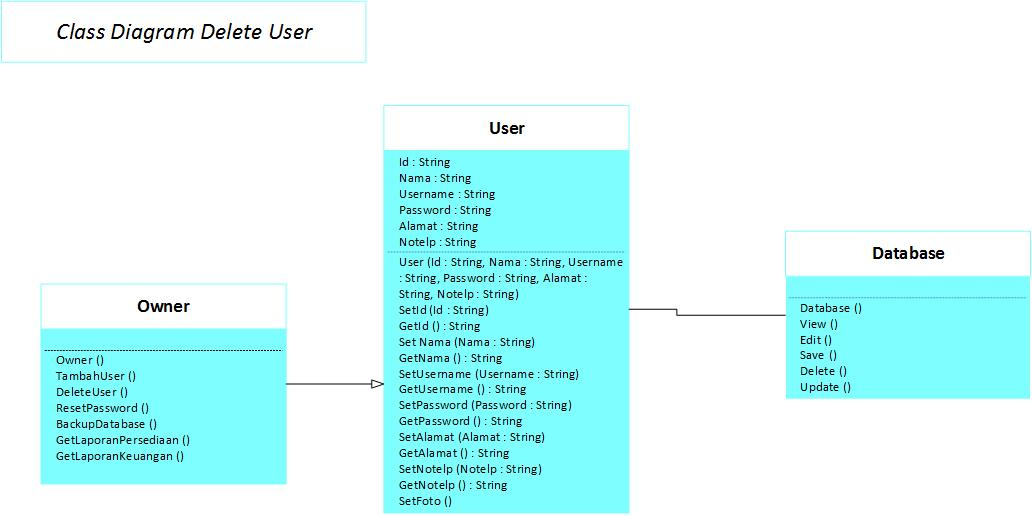 Class Diagram Delete User
User
Id : String
Nama : String
Username : String
Password : String
Alamat : String
Notelp : String
User (Id : String, Nama : String, Username
: String, Password : String, Alamat :
String, Notelp : String)
SetId (Id : String)
GetId () : String
Set Nama (Nama : String)
GetNama () : String
SetUsername (Username : String)
GetUsername () : String
SetPassword (Password : String)
GetPassword () : String
SetAlamat (Alamat : String)
GetAlamat () : String
SetNotelp (Notelp : String)
GetNotelp () : String
SetFoto ()
Owner
Owner ()
TambahUser ()
DeleteUser ()
ResetPassword ()
BackupDatabase ()
GetLaporanPersediaan ()
GetLaporanKeuangan ()
Database
Database ()
View ()
Edit ()
Save ()
Delete ()
Update ()